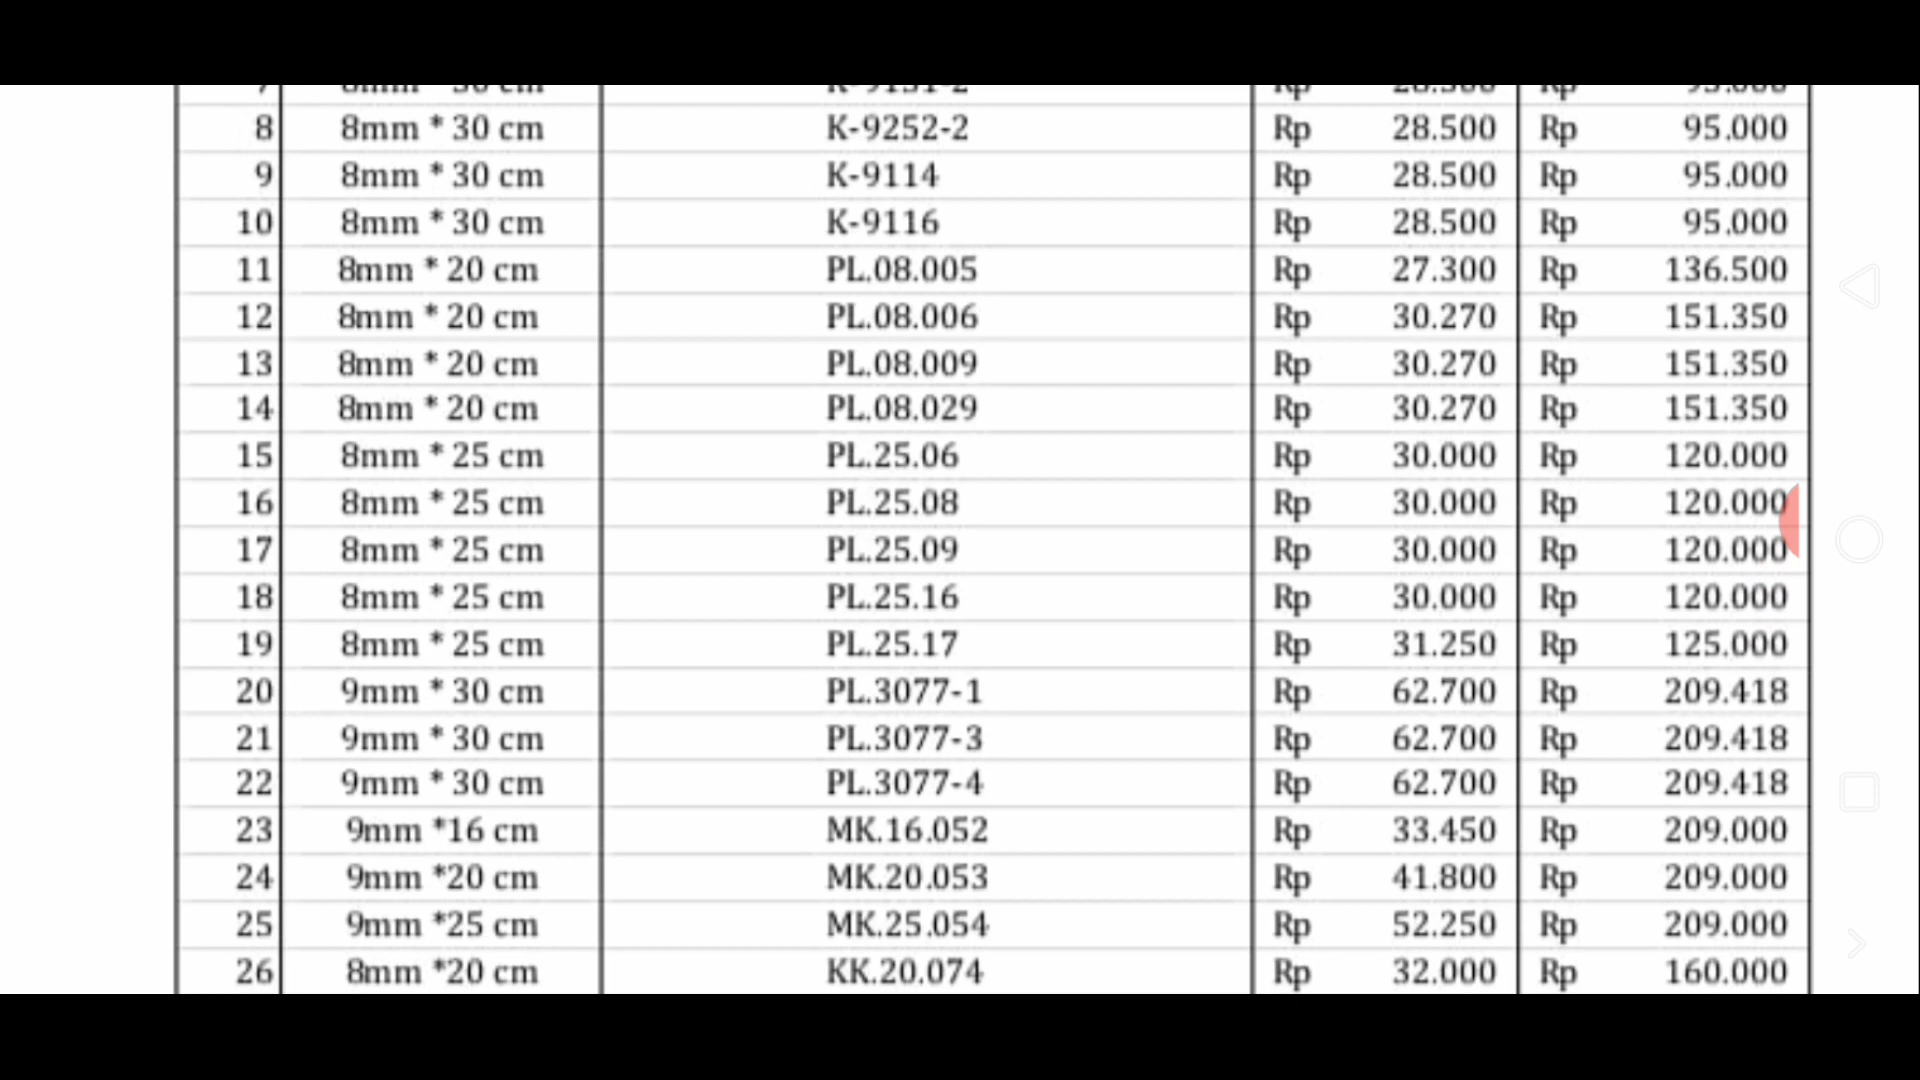 8 8mm * 30 cm K-9252-2 Rp 28.500 Rp 95.000
9 8mm * 30 cm K-9114 Rp 28.500 Rp 95.000
10 8mm * 30 cm K-9116 Rp 28.500 Rp 95.000
11 8mm * 20 cm PL.08.005 Rp 27.300 Rp 136.500
12 8mm * 20 cm PL.08.006 Rp 30.270 Rp 151.350
13 8mm * 20 cm PL.08.009 Rp 30.270 Rp 151.350
14 8mm * 20 cm PL.08.029 Rp 30.270 Rp 151.350
15 8mm * 25 cm PL.25.06 Rp 30.000 Rp 120.000
16 8mm * 25 cm PL.25.08 Rp 30.000 Rp 120.000
17 8mm * 25 cm PL.25.09 Rp 30.000 Rp 120.000
18 8mm * 25 cm PL.25.16 Rp 30.000 Rp 120.000
19 8mm * 25 cm PL.25.17 Rp 31.250 Rp 125.000
20 9mm * 30 cm PL.3077-1 Rp 62.700 Rp 209.418
21 9mm * 30 cm PL.3077-3 Rp 62.700 Rp 209.418
22 9mm * 30 cm PL.3077-4 Rp 62.700 Rp 209.418
23 9mm *16 cm MK.16.052 Rp 33.450 Rp 209.000
24 9mm *20 cm MK.20.053 Rp 41.800 Rp 209.000
25 9mm *25 cm MK.25.054 Rp 52.250 Rp 209.000
26 8mm *20 cm KK.20.074 Rp 32.000 Rp 160.000